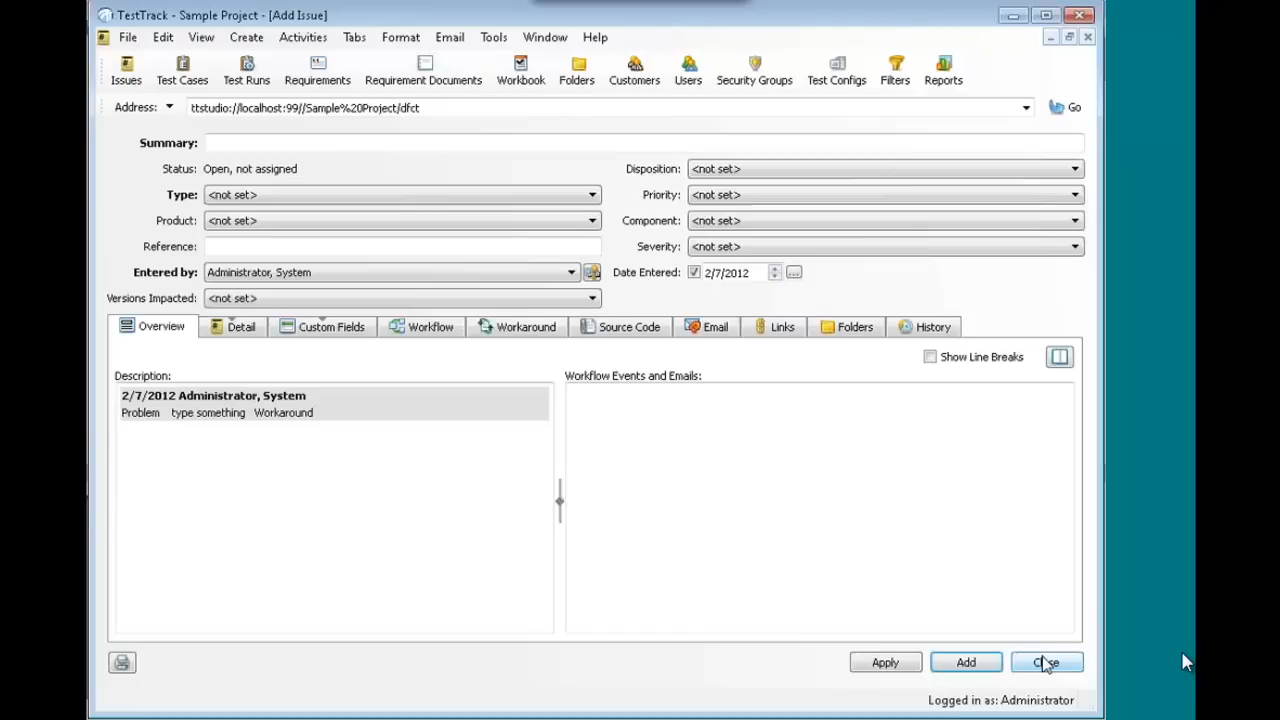 TestTrack - Sample Project - [Add Issue]
File Edit View Create Activities Tabs Format Email Tools Window Help
Issues Test Cases Test Runs Requirements Requirement Documents Workbook Folders Customers Users Security Groups Test Configs Filters Reports
Address: ttstudio://localhost:99//Sample%20Project/dfct Go
Summary:
Status: Open, not assigned Disposition: <not set>
Type: <not set> Priority: <not set>
Product: <not set> Component: <not set>
Reference: Severity: <not set>
Entered by: Administrator, System Date Entered: 2/7/2012 ...
Versions Impacted: <not set>
Overview Detail Custom Fields Workflow Workaround Source Code Email Links Folders History
Show Line Breaks
Description: Workflow Events and Emails:
2/7/2012 Administrator, System
Problem type something Workaround
Apply Add Close
Logged in as: Administrator